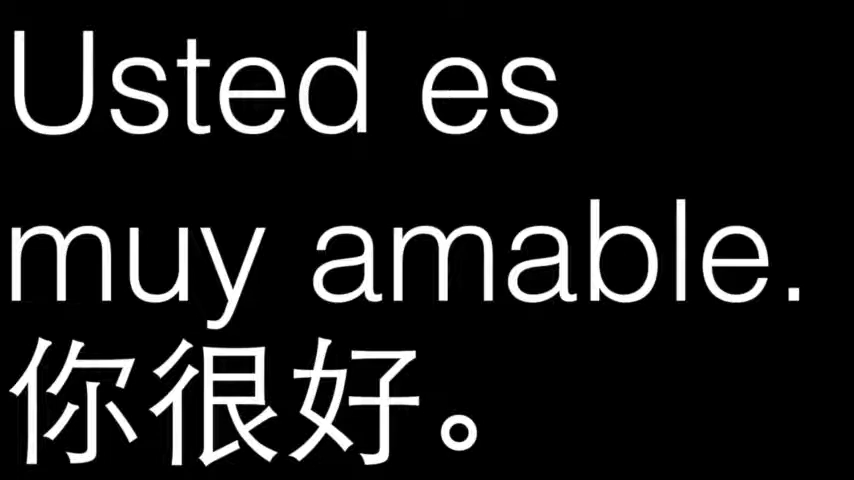 Usted es
muy amable.
你很好。